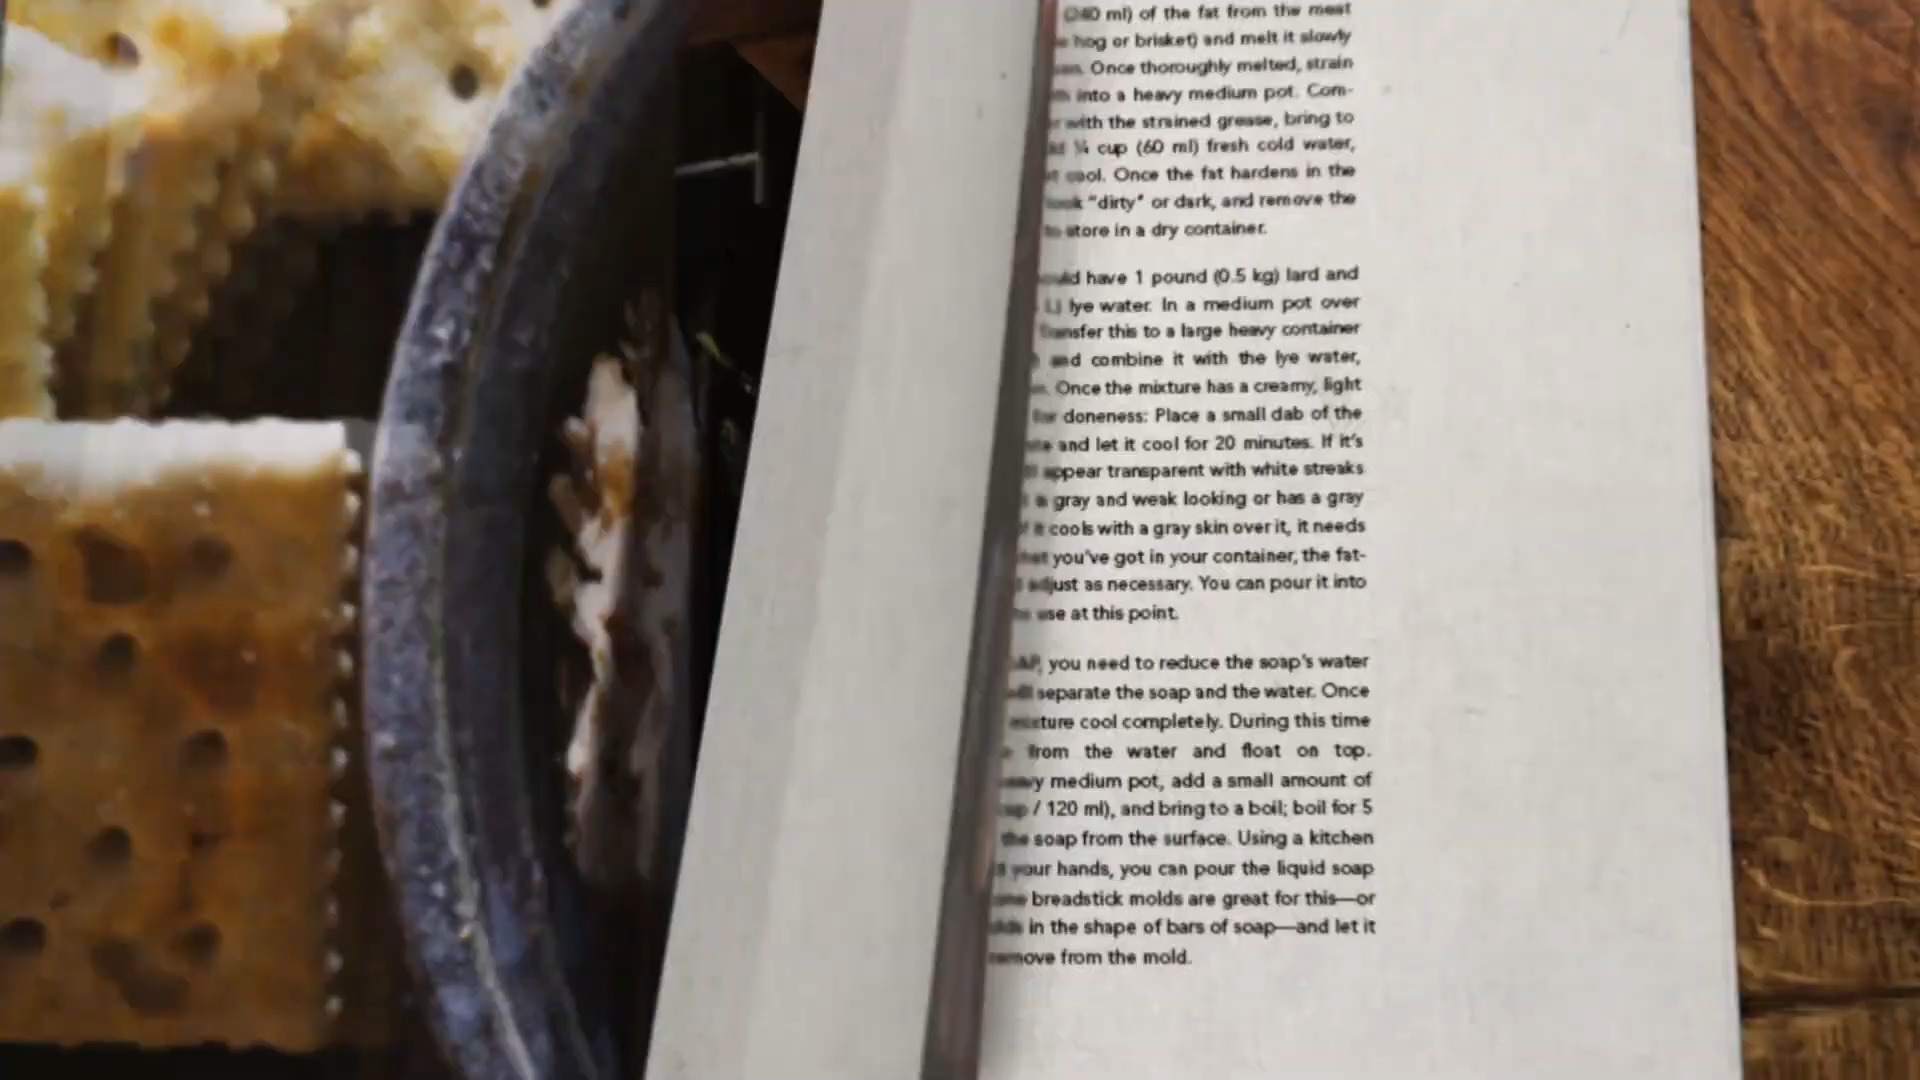 (240 ml) of the fat from the meat
hog or brisket) and melt it slowly
Once thoroughly melted, strain
into a heavy medium pot. Com-
with the strained grease, bring to
¼ cup (60 ml) fresh cold water,
cool. Once the fat hardens in the
"dirty" or dark, and remove the
store in a dry container.
have 1 pound (0.5 kg) lard and
lye water. In a medium pot over
transfer this to a large heavy container
and combine it with the lye water,
Once the mixture has a creamy, light
for doneness: Place a small dab of the
and let it cool for 20 minutes. If it's
appear transparent with white streaks
gray and weak looking or has a gray
it cools with a gray skin over it, it needs
you've got in your container, the fat-
adjust as necessary. You can pour it into
use at this point.
you need to reduce the soap's water
separate the soap and the water. Once
mixture cool completely. During this time
from the water and float on top.
medium pot, add a small amount of
/ 120 ml), and bring to a boil; boil for 5
the soap from the surface. Using a kitchen
your hands, you can pour the liquid soap
breadstick molds are great for this—or
in the shape of bars of soap—and let it
remove from the mold.